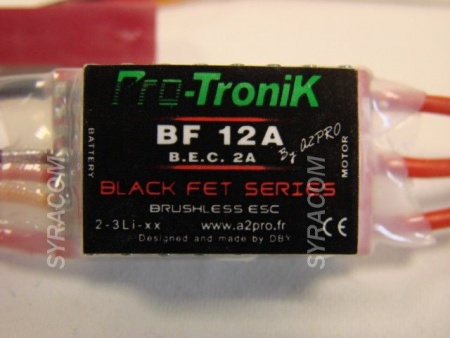 Pro-TroniK
BF 12A
By A2PRO
B.E.C. 2A
BLACK FET SERIES
BRUSHLESS ESC
2-3Li-xx www.a2pro.fr CE
Designed and made by DBY
BATTERY
MOTOR
SYRACOM
SYRACOM